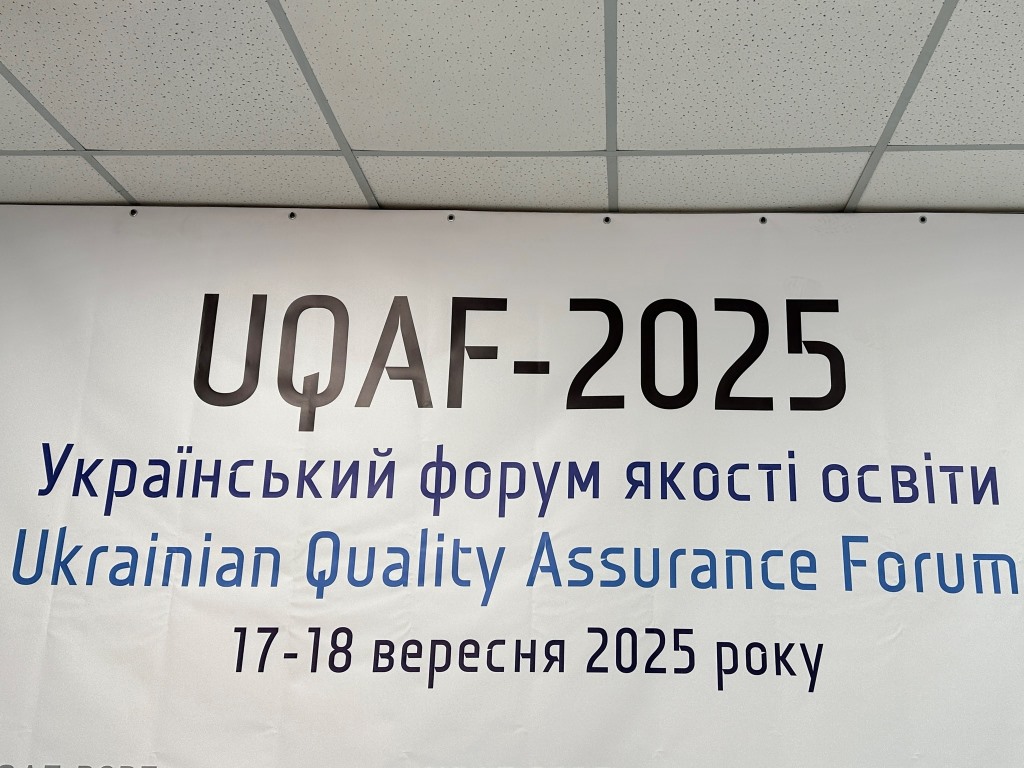 UQAF-2025
Український форум якості освіти
Ukrainian Quality Assurance Forum
17-18 вересня 2025 року